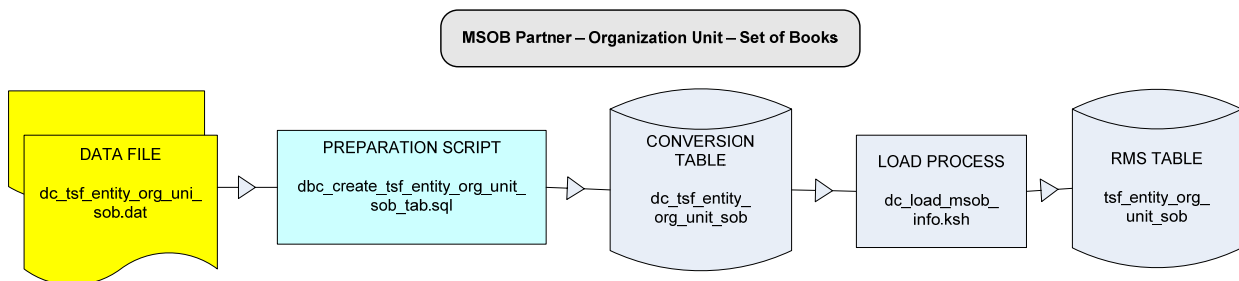 MSOB Partner – Organization Unit – Set of Books
DATA FILE
dc_tsf_entity_org_uni_
sob.dat
PREPARATION SCRIPT
dbc_create_tsf_entity_org_unit_
sob_tab.sql
CONVERSION
TABLE
dc_tsf_entity_
org_unit_sob
LOAD PROCESS
dc_load_msob_
info.ksh
RMS TABLE
tsf_entity_org_
unit_sob